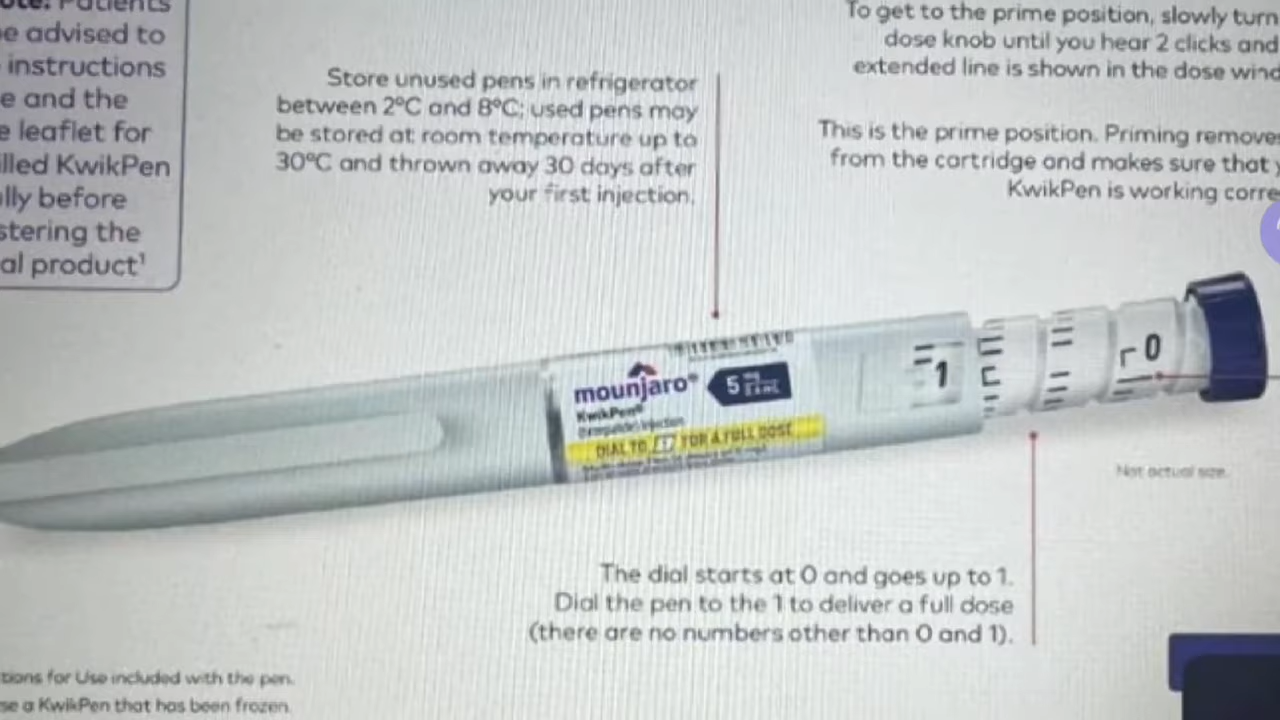 Patients
e advised to
instructions
e and the
e leaflet for
illed KwikPen
lly before
stering the
al product¹
Store unused pens in refrigerator
between 2°C and 8°C; used pens may
be stored at room temperature up to
30°C and thrown away 30 days after
your first injection.
To get to the prime position, slowly turn
dose knob until you hear 2 clicks and
extended line is shown in the dose wind
This is the prime position. Priming remove
from the cartridge and makes sure that y
KwikPen is working corre
mounjaro®
5
KwikPen®
(tirzepatide) injection
DIAL TO 1 FOR A FULL DOSE
1
0
Not actual size.
The dial starts at 0 and goes up to 1.
Dial the pen to the 1 to deliver a full dose
(there are no numbers other than 0 and 1).
tions for Use included with the pen.
se a KwikPen that has been frozen.